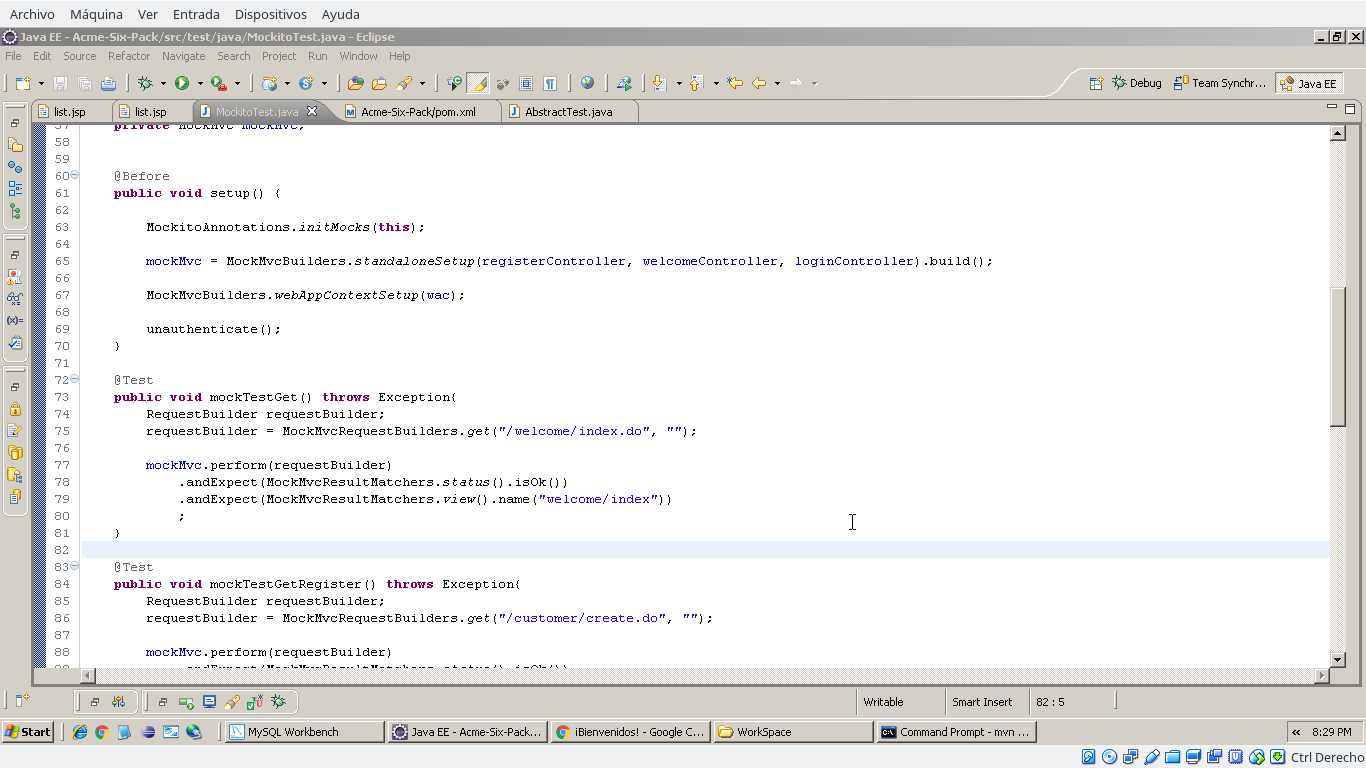 Archivo Máquina Ver Entrada Dispositivos Ayuda
Java EE - Acme-Six-Pack/src/test/java/MockitoTest.java - Eclipse
File Edit Source Refactor Navigate Search Project Run Window Help
Debug Team Synchr... Java EE
list.jsp list.jsp MockitoTest.java Acme-Six-Pack/pom.xml AbstractTest.java
57 private MockMvc mockMvc;
58
59
60 @Before
61 public void setup() {
62
63 MockitoAnnotations.initMocks(this);
64
65 mockMvc = MockMvcBuilders.standaloneSetup(registerController, welcomeController, loginController).build();
66
67 MockMvcBuilders.webAppContextSetup(wac);
68
69 unauthenticate();
70 }
71
72 @Test
73 public void mockTestGet() throws Exception{
74 RequestBuilder requestBuilder;
75 requestBuilder = MockMvcRequestBuilders.get("/welcome/index.do", "");
76
77 mockMvc.perform(requestBuilder)
78 .andExpect(MockMvcResultMatchers.status().isOk())
79 .andExpect(MockMvcResultMatchers.view().name("welcome/index"))
80 ;
81 }
82
83 @Test
84 public void mockTestGetRegister() throws Exception{
85 RequestBuilder requestBuilder;
86 requestBuilder = MockMvcRequestBuilders.get("/customer/create.do", "");
87
88 mockMvc.perform(requestBuilder)
89 .andExpect(MockMvcResultMatchers.status().isOk())
Writable Smart Insert 82 : 5
Start MySQL Workbench Java EE - Acme-Six-Pack... ¡Bienvenidos! - Google C... WorkSpace Command Prompt - mvn ... « 8:29 PM
Ctrl Derecho